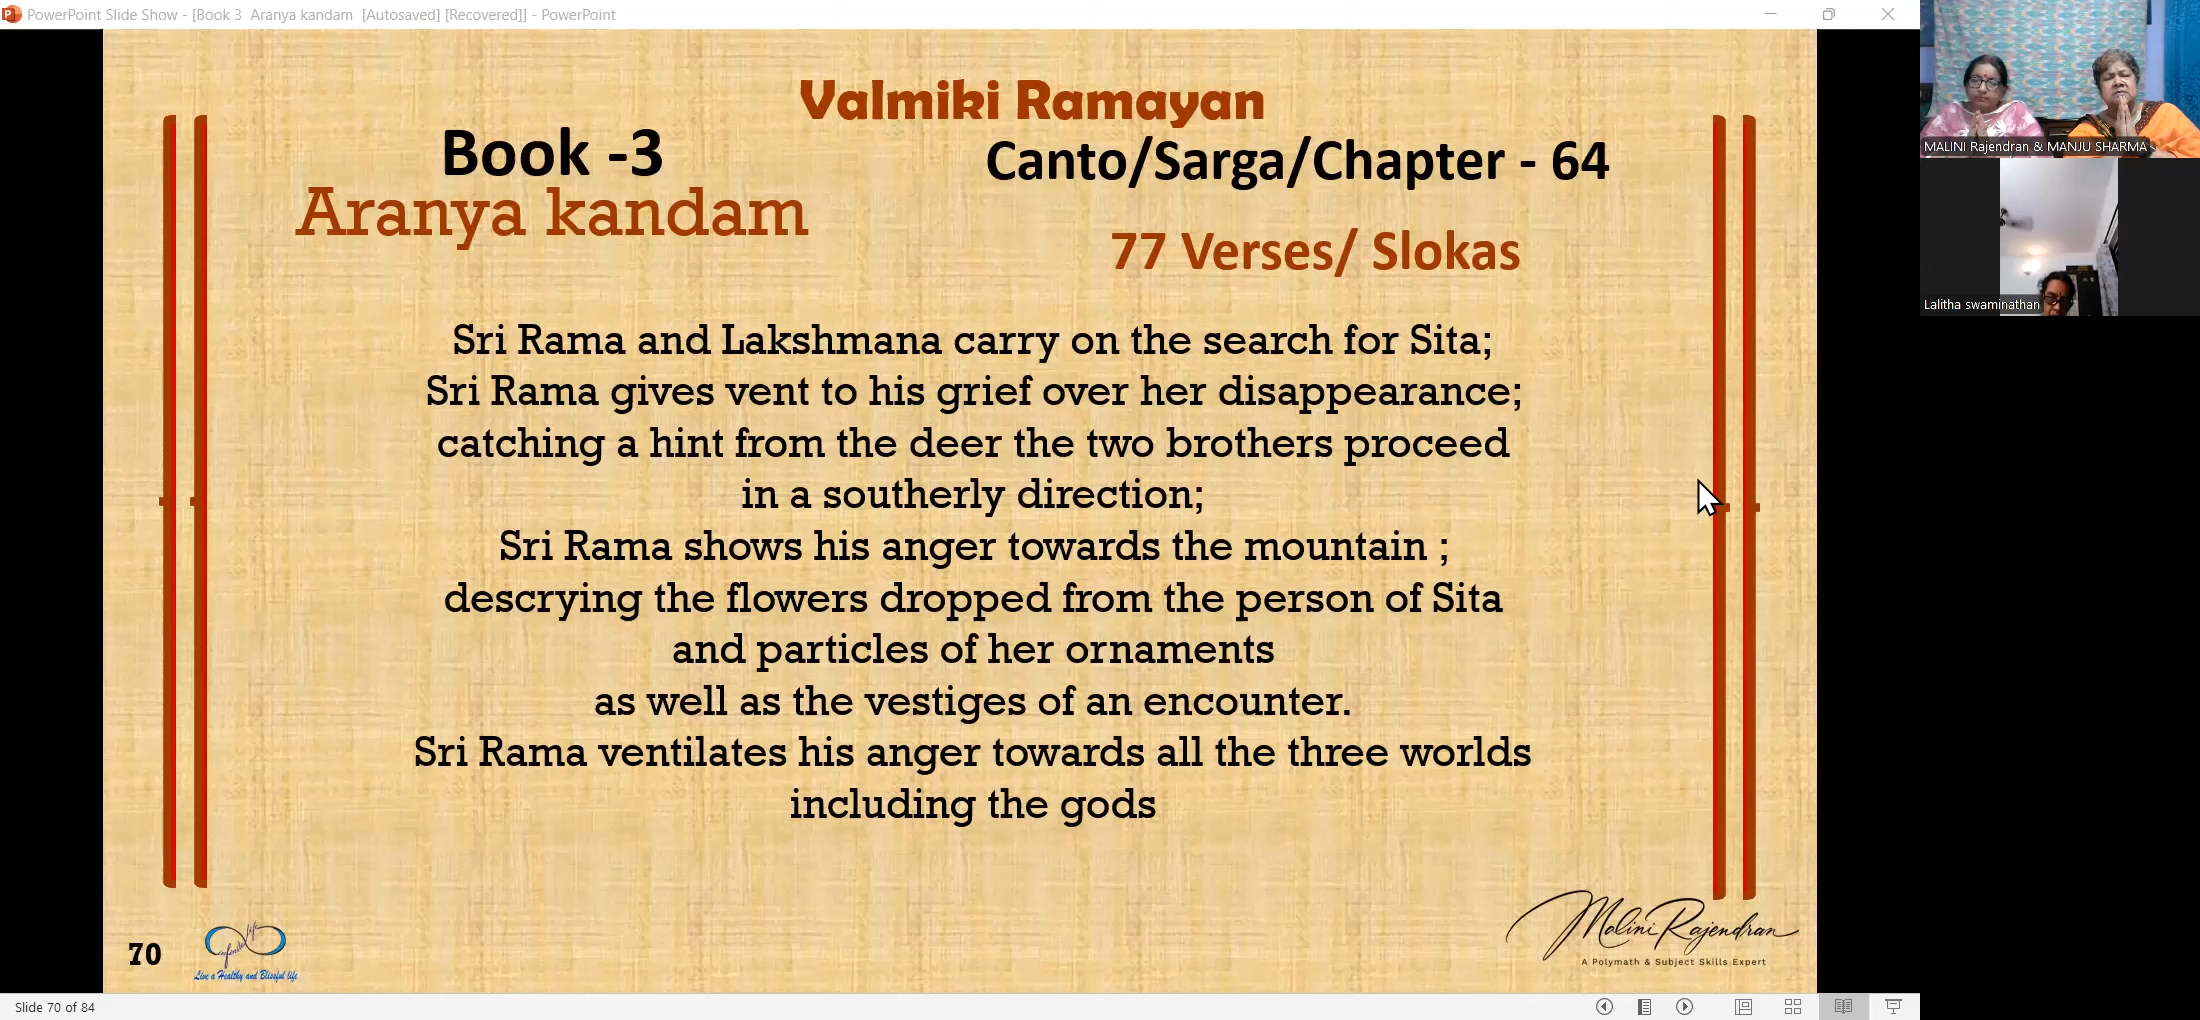 PowerPoint Slide Show - [Book 3  Aranya kandam  [Autosaved] [Recovered]] - PowerPoint
Valmiki Ramayan
Book -3
Canto/Sarga/Chapter - 64
Aranya kandam
77 Verses/ Slokas
Sri Rama and Lakshmana carry on the search for Sita;
Sri Rama gives vent to his grief over her disappearance;
catching a hint from the deer the two brothers proceed
in a southerly direction;
Sri Rama shows his anger towards the mountain ;
descrying the flowers dropped from the person of Sita
and particles of her ornaments
as well as the vestiges of an encounter.
Sri Rama ventilates his anger towards all the three worlds
including the gods
70
infinite life
Live a Healthy and Blissful life
Malini Rajendran
A Polymath & Subject Skills Expert
Slide 70 of 84
MALINI Rajendran & MANJU SHARMA
Lalitha swaminathan